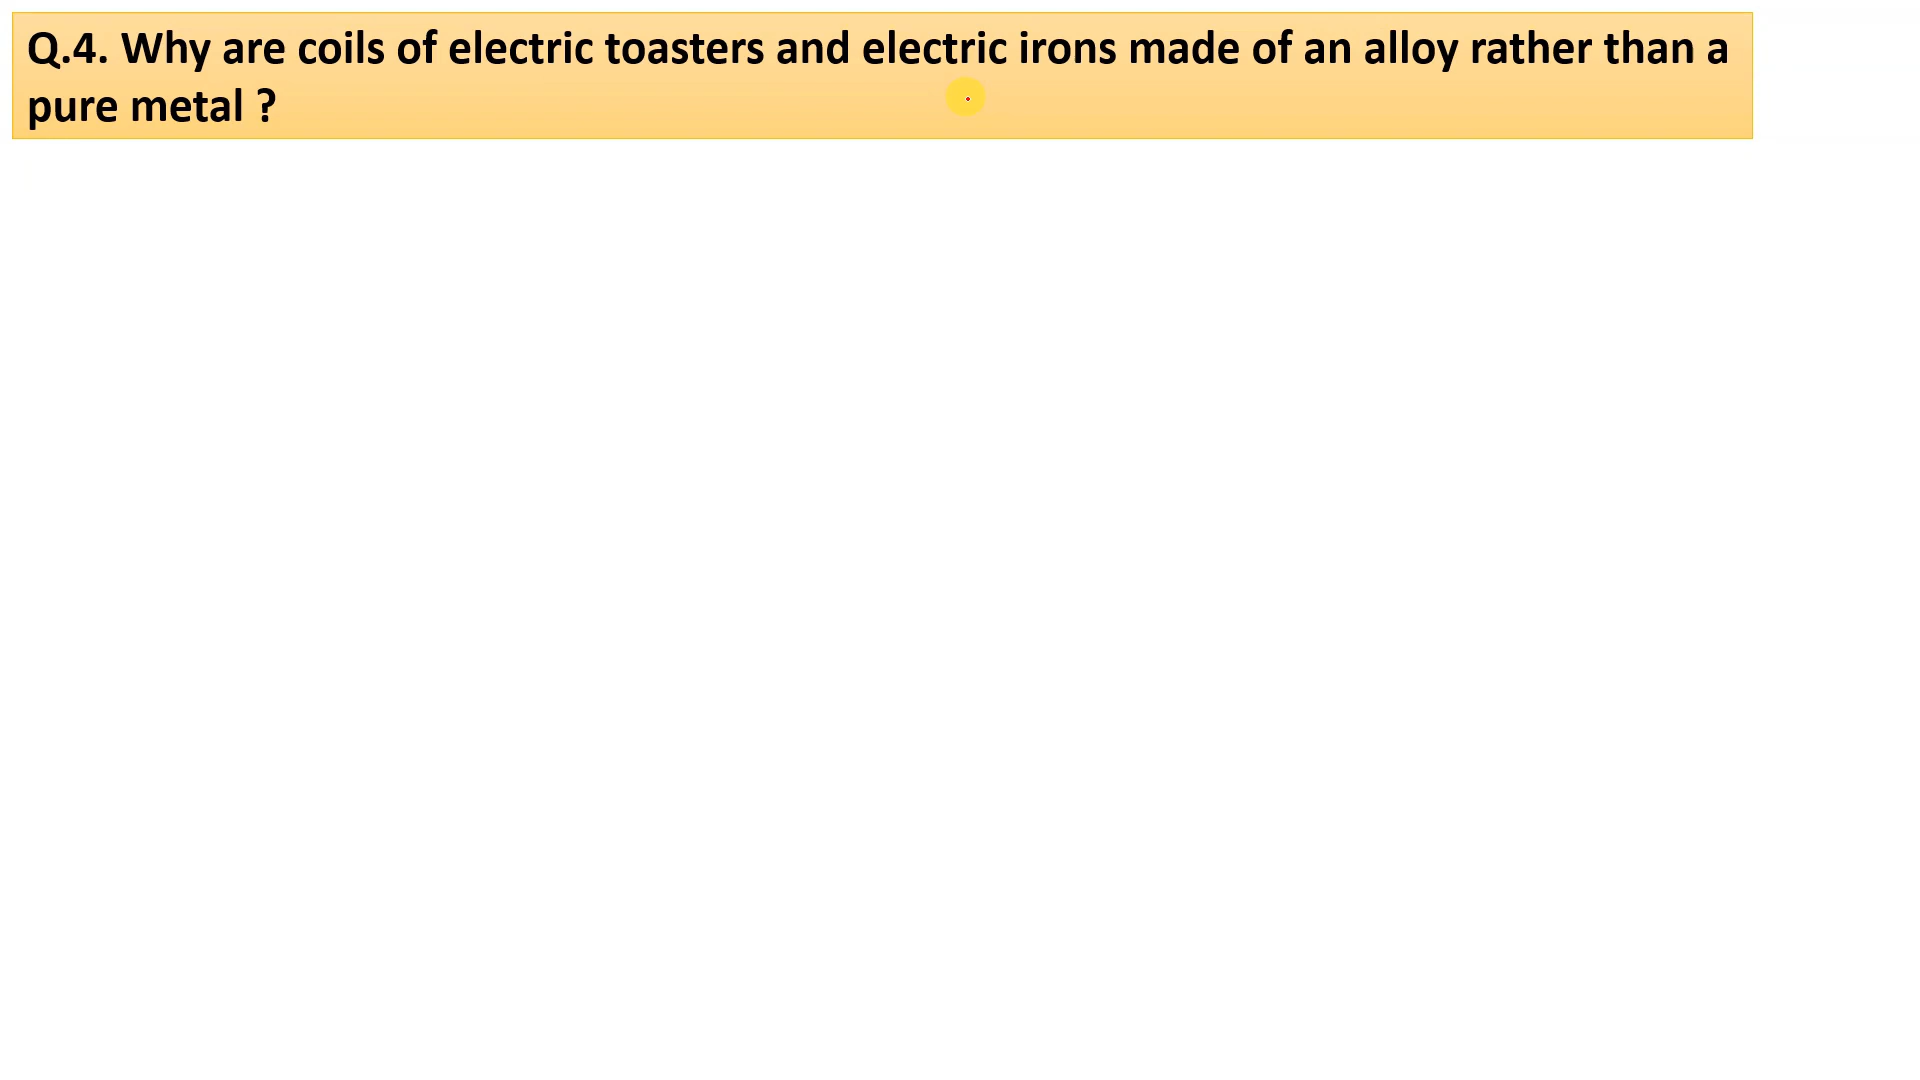 Q.4. Why are coils of electric toasters and electric irons made of an alloy rather than a
pure metal ?